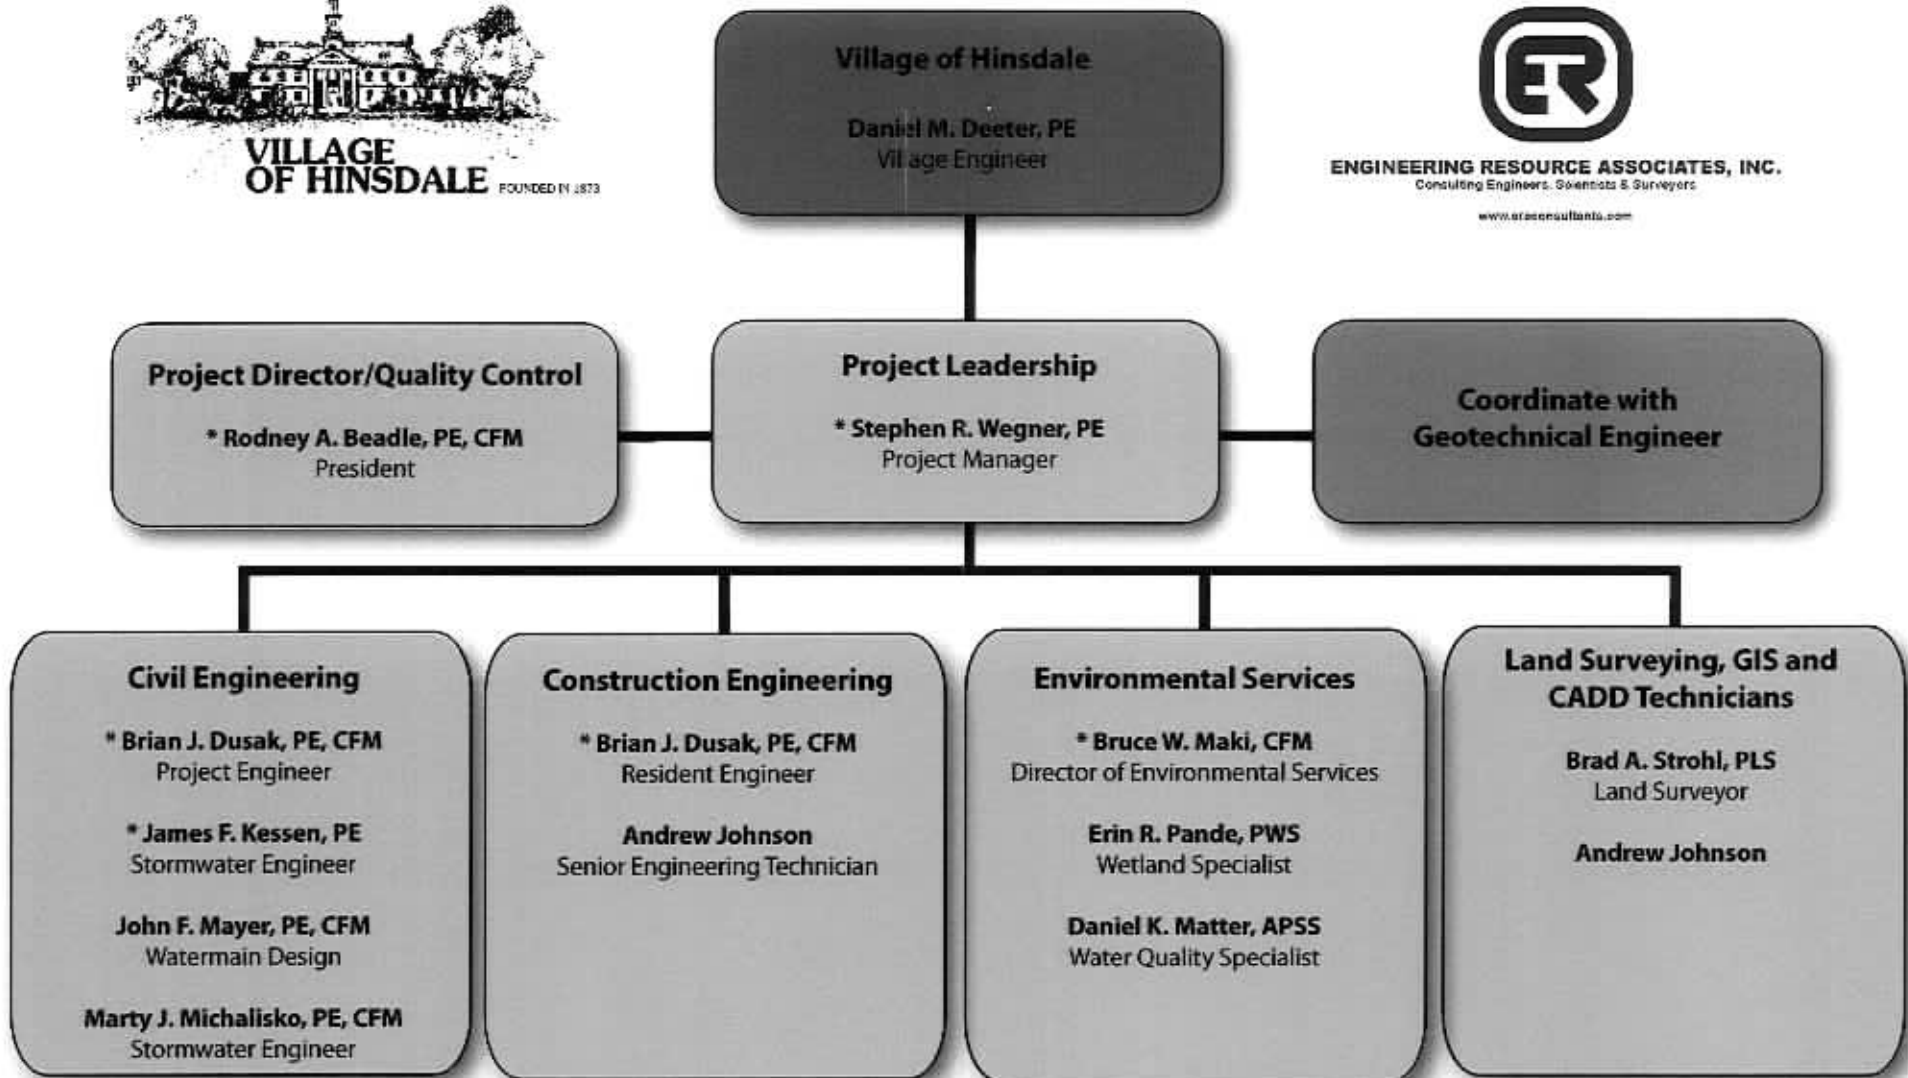 VILLAGE
OF HINSDALE FOUNDED IN 1873
Village of Hinsdale
Daniel M. Deeter, PE
Village Engineer
ER
ENGINEERING RESOURCE ASSOCIATES, INC.
Consulting Engineers, Scientists & Surveyors
www.eraconsultants.com
Project Director/Quality Control
* Rodney A. Beadle, PE, CFM
President
Project Leadership
* Stephen R. Wegner, PE
Project Manager
Coordinate with
Geotechnical Engineer
Civil Engineering
* Brian J. Dusak, PE, CFM
Project Engineer
* James F. Kessen, PE
Stormwater Engineer
John F. Mayer, PE, CFM
Watermain Design
Marty J. Michalisko, PE, CFM
Stormwater Engineer
Construction Engineering
* Brian J. Dusak, PE, CFM
Resident Engineer
Andrew Johnson
Senior Engineering Technician
Environmental Services
* Bruce W. Maki, CFM
Director of Environmental Services
Erin R. Pande, PWS
Wetland Specialist
Daniel K. Matter, APSS
Water Quality Specialist
Land Surveying, GIS and
CADD Technicians
Brad A. Strohl, PLS
Land Surveyor
Andrew Johnson